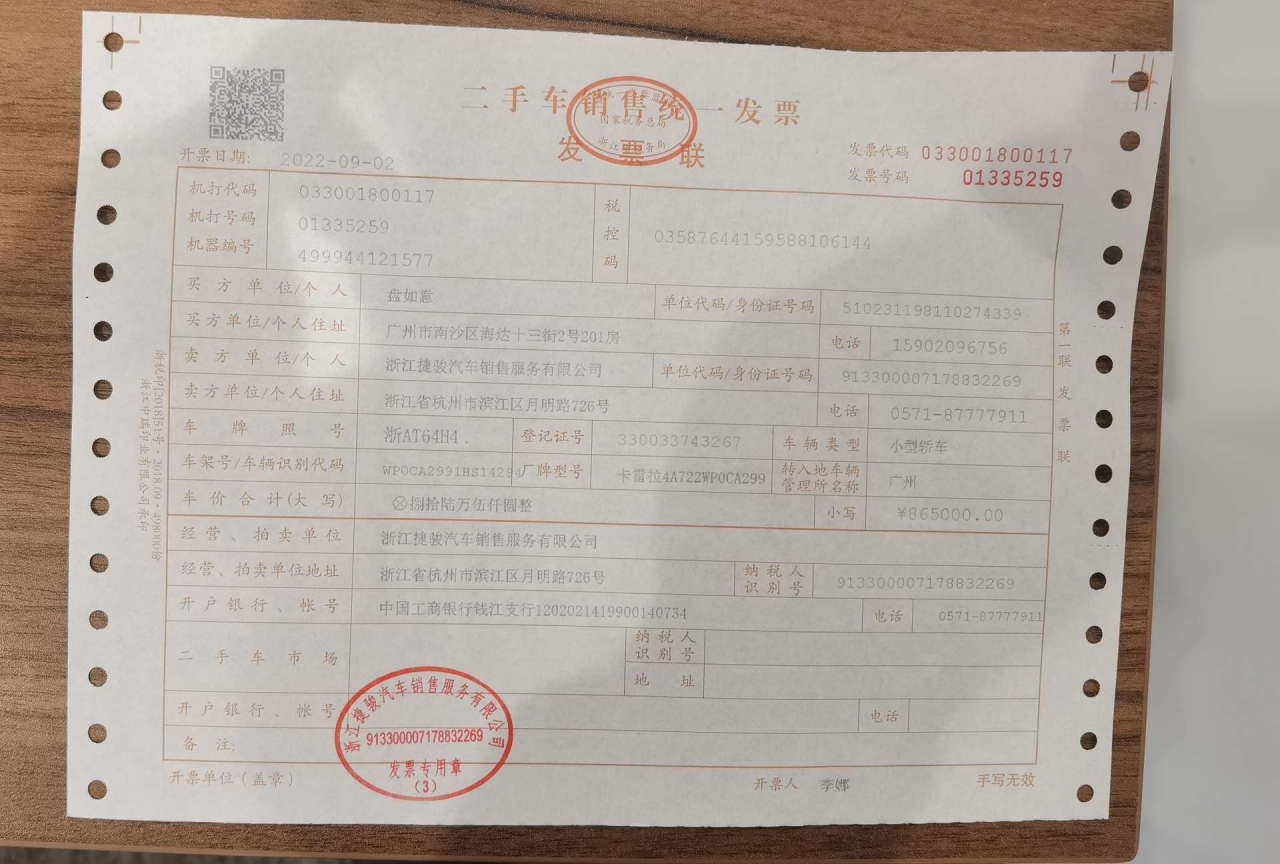 二手车销售统一发票
发票联
国家税务总局
开票日期: 2022-09-02
发票代码 033001800117
发票号码 01335259
机打代码 033001800117
机打号码 01335259
机器编号 499944121577
税控码 03587644159588106144
买方单位/个人 盘如意 单位代码/身份证号码 510231198110274339
买方单位/个人住址 广州市南沙区海达十三街2号201房 电话 15902096756
卖方单位/个人 浙江捷骏汽车销售服务有限公司 单位代码/身份证号码 913300007178832269
卖方单位/个人住址 浙江省杭州市滨江区月明路726号 电话 0571-87777911
车牌照号 浙AT64H4. 登记证号 330033743267 车辆类型 小型轿车
车架号/车辆识别代码 WP0CA2991HS14294 厂牌型号 卡雷拉4A722WP0CA299 转入地车辆管理所名称 广州
车价合计(大写) ⊗捌拾陆万伍仟圆整 小写 ¥865000.00
经营、拍卖单位 浙江捷骏汽车销售服务有限公司
经营、拍卖单位地址 浙江省杭州市滨江区月明路726号 纳税人识别号 913300007178832269
开户银行、帐号 中国工商银行钱江支行1202021419900140734 电话 0571-87777911
二手车市场 纳税人识别号
地址
开户银行、帐号 电话
备注:
浙江捷骏汽车销售服务有限公司
913300007178832269
发票专用章
(3)
开票单位(盖章) 开票人 李娜 手写无效
第一联 发票联